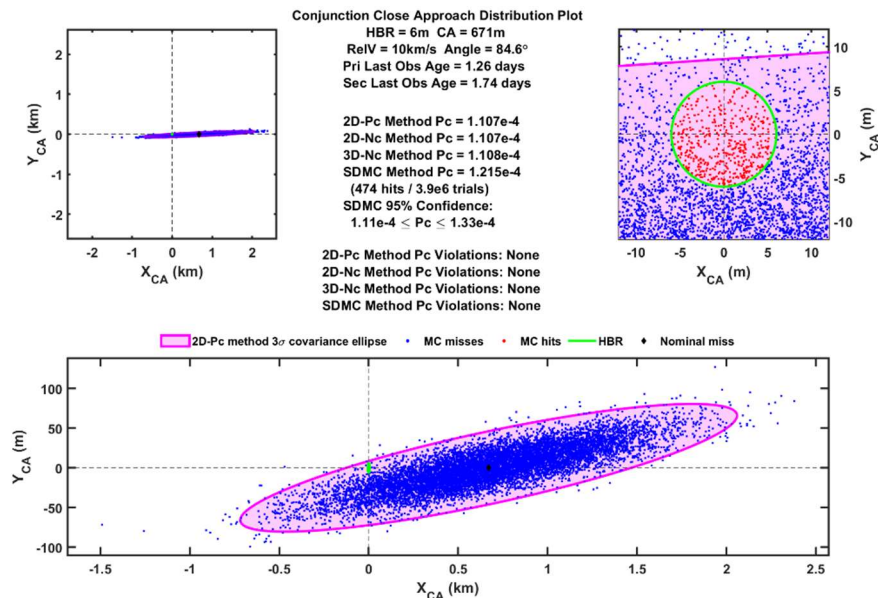 Conjunction Close Approach Distribution Plot
HBR = 6m CA = 671m
RelV = 10km/s Angle = 84.6°
Pri Last Obs Age = 1.26 days
Sec Last Obs Age = 1.74 days
2D-Pc Method Pc = 1.107e-4
2D-Nc Method Pc = 1.107e-4
3D-Nc Method Pc = 1.108e-4
SDMC Method Pc = 1.215e-4
(474 hits / 3.9e6 trials)
SDMC 95% Confidence:
1.11e-4 ≤ Pc ≤ 1.33e-4
2D-Pc Method Pc Violations: None
2D-Nc Method Pc Violations: None
3D-Nc Method Pc Violations: None
SDMC Method Pc Violations: None
Y_CA (km)
2
1
0
-1
-2
-2 -1 0 1 2
X_CA (km)
10
5
0
-5
-10
Y_CA (m)
-10 -5 0 5 10
X_CA (m)
2D-Pc method 3σ covariance ellipse MC misses MC hits HBR Nominal miss
Y_CA (m)
100
50
0
-50
-100
-1.5 -1 -0.5 0 0.5 1 1.5 2 2.5
X_CA (km)